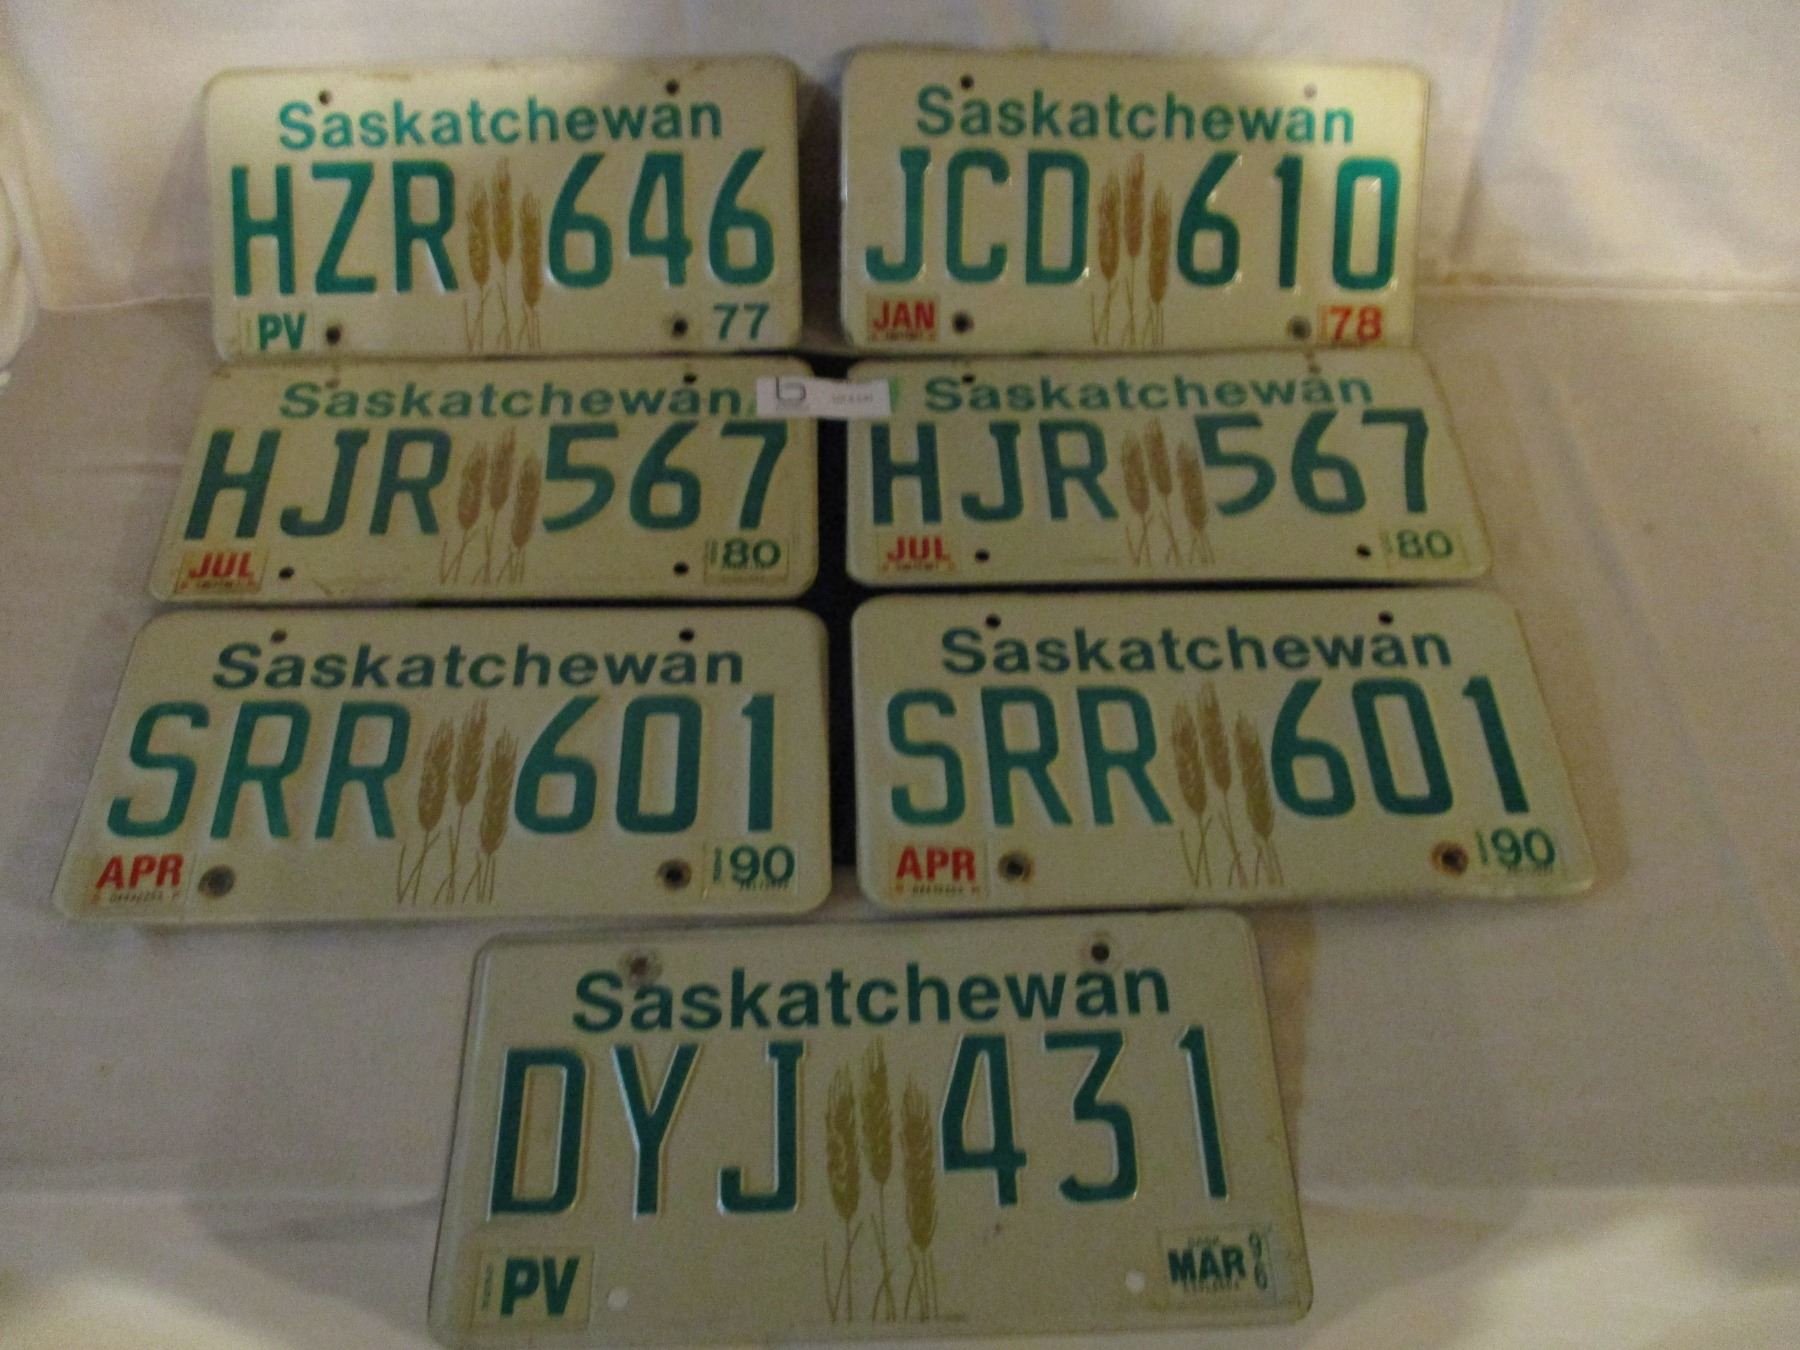 Saskatchewan
HZR 646
PV 77
Saskatchewan
JCD 610
JAN 78
Saskatchewan
HJR 567
JUL 80
Saskatchewan
HJR 567
JUL 80
Saskatchewan
SRR 601
APR 90
Saskatchewan
SRR 601
APR 90
Saskatchewan
DYJ 431
PV MAR 96